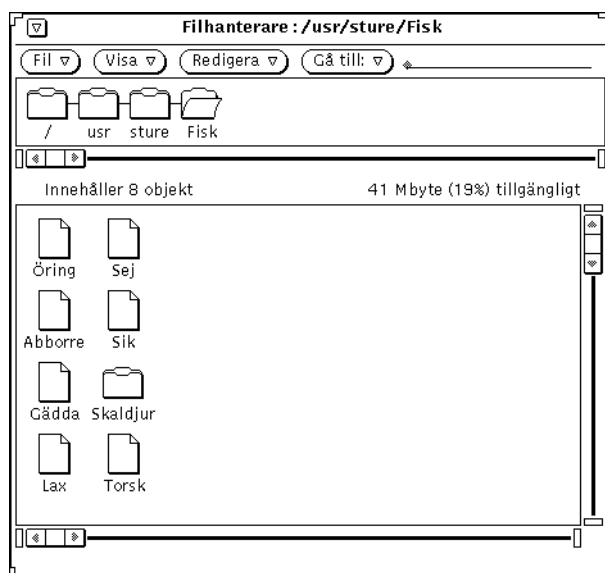 Filhanterare : /usr/sture/Fisk
Fil Visa Redigera Gå till:
/ usr sture Fisk
Innehåller 8 objekt 41 Mbyte (19%) tillgängligt
Öring Sej
Abborre Sik
Gädda Skaldjur
Lax Torsk